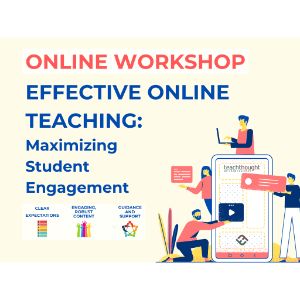 ONLINE WORKSHOP
EFFECTIVE ONLINE
TEACHING:
Maximizing
Student
Engagement
CLEAR
EXPECTATIONS
ENGAGING,
ROBUST
CONTENT
GUIDANCE
AND
SUPPORT
teachthought